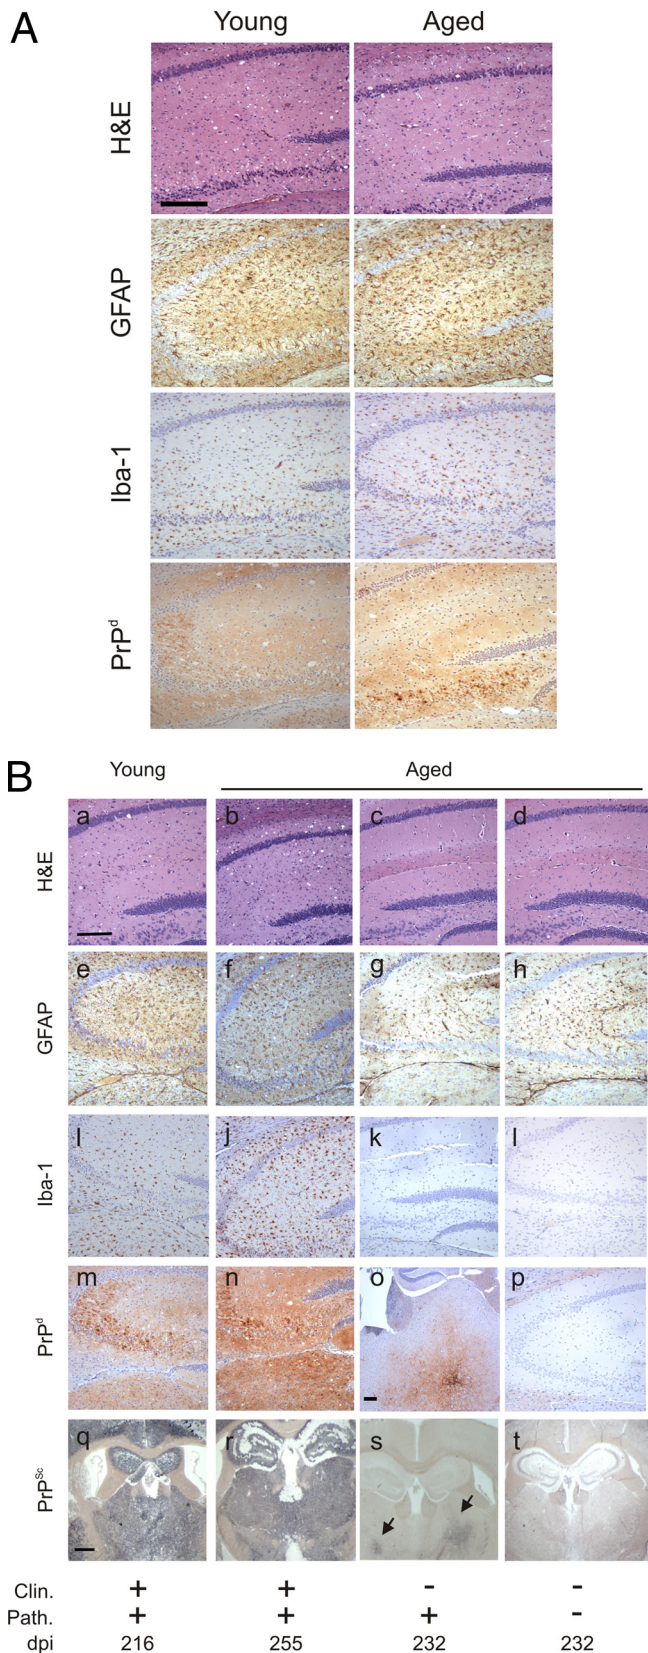 A
Young Aged
H&E
GFAP
Iba-1
PrPd
B
Young Aged
H&E
a b c d
GFAP
e f g h
Iba-1
I j k l
PrPd
m n o p
PrPSc
q r s t
Clin. + + - -
Path. + + + -
dpi 216 255 232 232